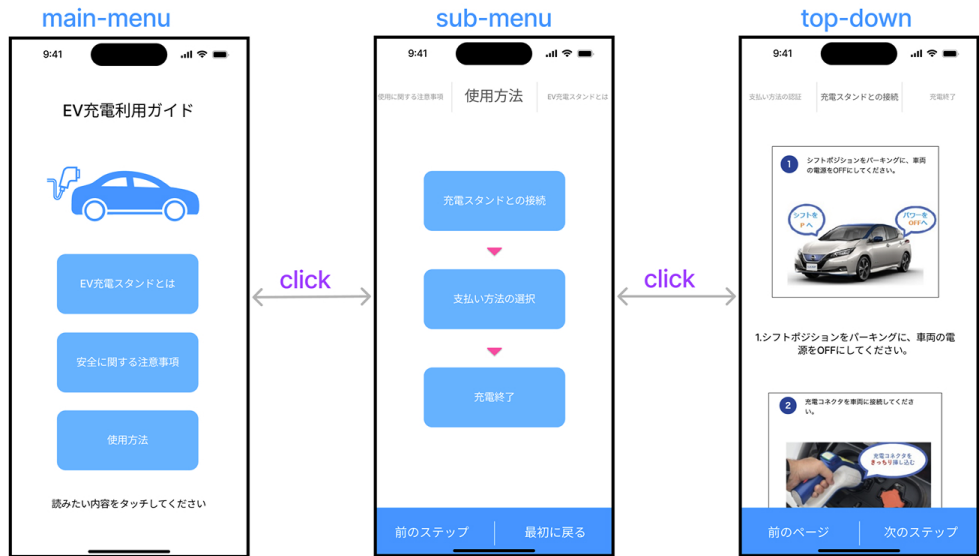 main-menu
sub-menu
top-down
9:41
EV充電利用ガイド
EV充電スタンドとは
安全に関する注意事項
使用方法
読みたい内容をタッチしてください
click
9:41
使用に関する注意事項
使用方法
EV充電スタンドとは
充電スタンドとの接続
支払い方法の選択
充電終了
前のステップ
最初に戻る
click
9:41
支払い方法の認証
充電スタンドとの接続
充電終了
1
シフトポジションをパーキングに、車両
の電源をOFFにしてください。
シフトを
Pへ
パワーを
OFFへ
1.シフトポジションをパーキングに、車両の電
源をOFFにしてください。
2
充電コネクタを車両に接続してくださ
い。
充電コネクタを
きっちり挿し込む
前のページ
次のステップ